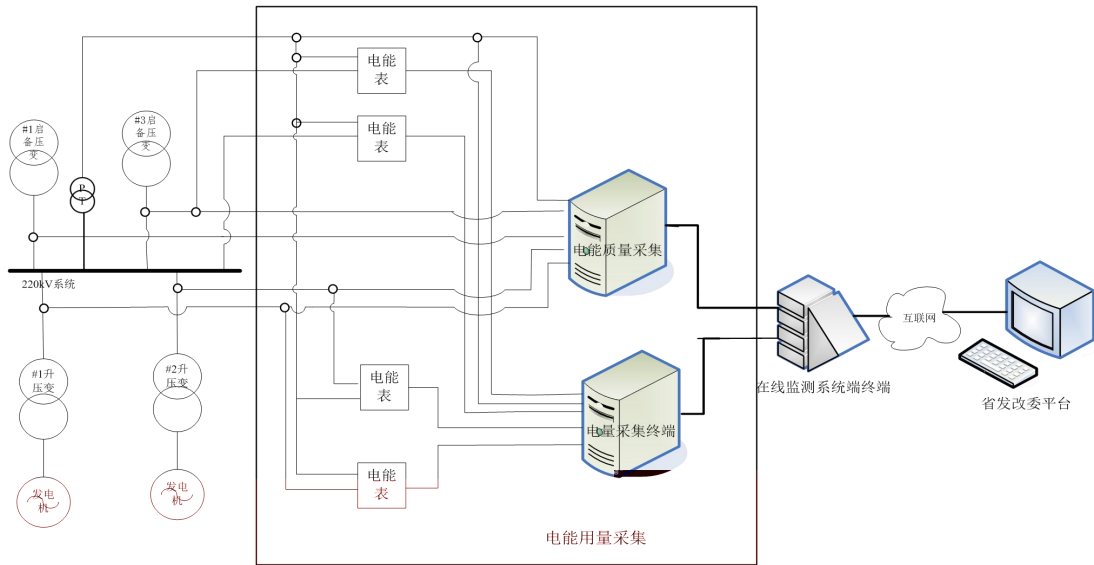 电能
表
电能
表
#1启
备压
变
#3启
备压
变
P
T
电能质量采集
220kV系统
互联网
#1升
压变
#2升
压变
电能
表
在线监测系统端终端
省发改委平台
电量采集终端
电能
表
发电
机
发电
机
电能用量采集